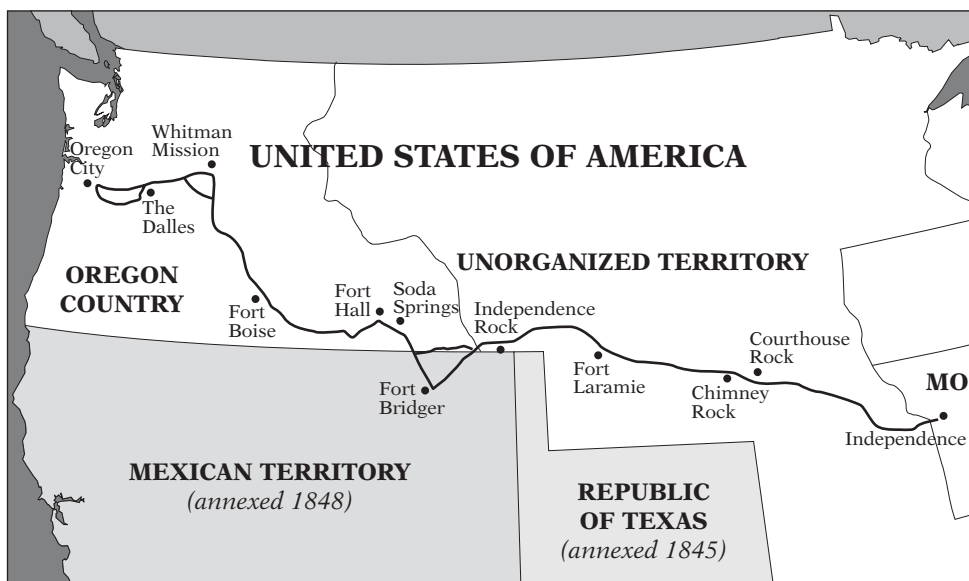 Whitman
Mission
Oregon
City
UNITED STATES OF AMERICA
The
Dalles
OREGON
COUNTRY
UNORGANIZED TERRITORY
Fort
Boise
Fort
Hall
Soda
Springs
Independence
Rock
Fort
Bridger
Fort
Laramie
Courthouse
Rock
Chimney
Rock
MO
Independence
MEXICAN TERRITORY
(annexed 1848)
REPUBLIC
OF TEXAS
(annexed 1845)